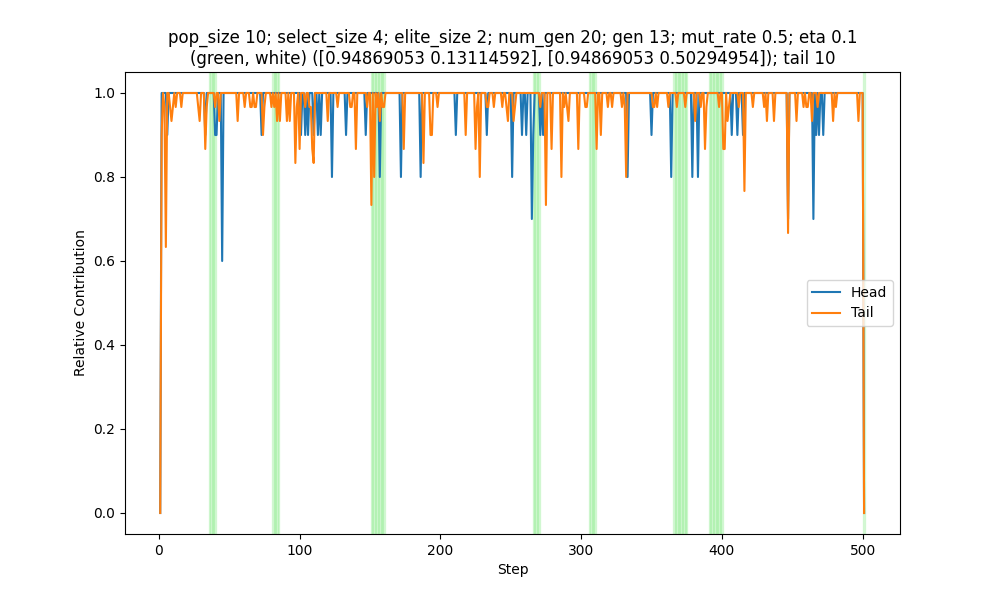 pop_size 10; select_size 4; elite_size 2; num_gen 20; gen 13; mut_rate 0.5; eta 0.1
(green, white) ([0.94869053 0.13114592], [0.94869053 0.50294954]); tail 10
1.0
0.8
0.6
0.4
0.2
0.0
Relative Contribution
Head
Tail
0
100
200
300
400
500
Step